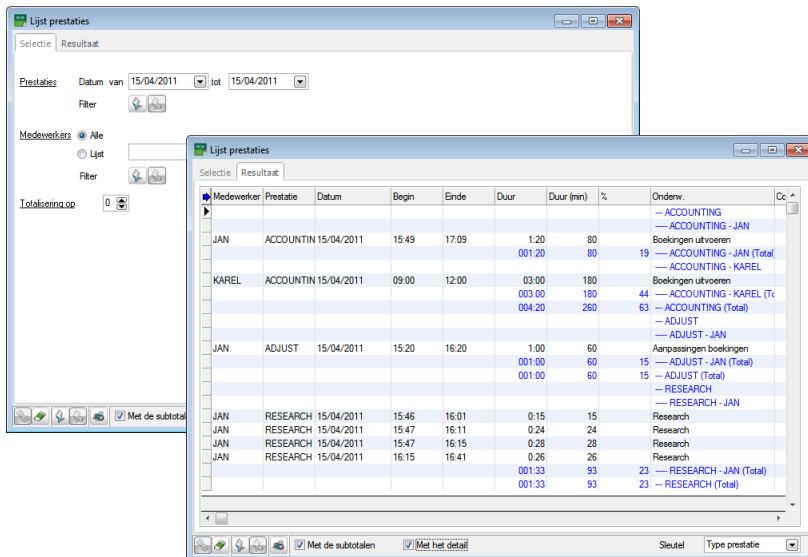 Lijst prestaties
Selectie Resultaat
Prestaties Datum van 15/04/2011 tot 15/04/2011
Filter
Medewerkers Alle
Lijst
Filter
Totalisering op 0
Met de subtotalen
Lijst prestaties
Selectie Resultaat
Medewerker Prestatie Datum Begin Einde Duur Duur (min) % Onderw. Co
--- ACCOUNTING
----- ACCOUNTING - JAN
JAN ACCOUNTIN 15/04/2011 15:49 17:09 1:20 80 Boekingen uitvoeren
001:20 80 19 ----- ACCOUNTING - JAN (Total
----- ACCOUNTING - KAREL
KAREL ACCOUNTIN 15/04/2011 09:00 12:00 03:00 180 Boekingen uitvoeren
003:00 180 44 ----- ACCOUNTING - KAREL (To
004:20 260 63 --- ACCOUNTING (Total)
--- ADJUST
----- ADJUST - JAN
JAN ADJUST 15/04/2011 15:20 16:20 1:00 60 Aanpassingen boekingen
001:00 60 15 ----- ADJUST - JAN (Total)
001:00 60 15 --- ADJUST (Total)
--- RESEARCH
----- RESEARCH - JAN
JAN RESEARCH 15/04/2011 15:46 16:01 0:15 15 Research
JAN RESEARCH 15/04/2011 15:47 16:11 0:24 24 Research
JAN RESEARCH 15/04/2011 15:47 16:15 0:28 28 Research
JAN RESEARCH 15/04/2011 16:15 16:41 0:26 26 Research
001:33 93 23 ----- RESEARCH - JAN (Total)
001:33 93 23 --- RESEARCH (Total)
Met de subtotalen Met het detail Sleutel Type prestatie